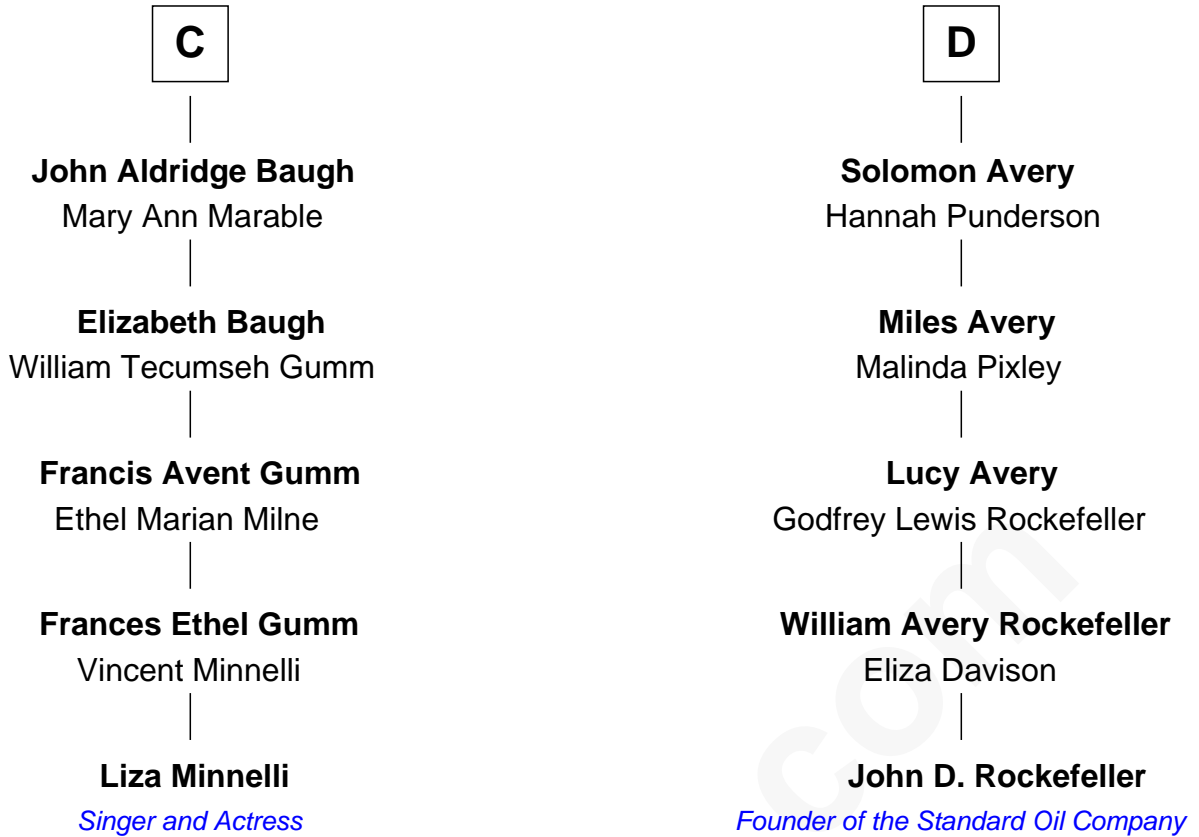 C
John Aldridge Baugh
Mary Ann Marable
Elizabeth Baugh
William Tecumseh Gumm
Francis Avent Gumm
Ethel Marian Milne
Frances Ethel Gumm
Vincent Minnelli
Liza Minnelli
Singer and Actress
D
Solomon Avery
Hannah Punderson
Miles Avery
Malinda Pixley
Lucy Avery
Godfrey Lewis Rockefeller
William Avery Rockefeller
Eliza Davison
John D. Rockefeller
Founder of the Standard Oil Company
com